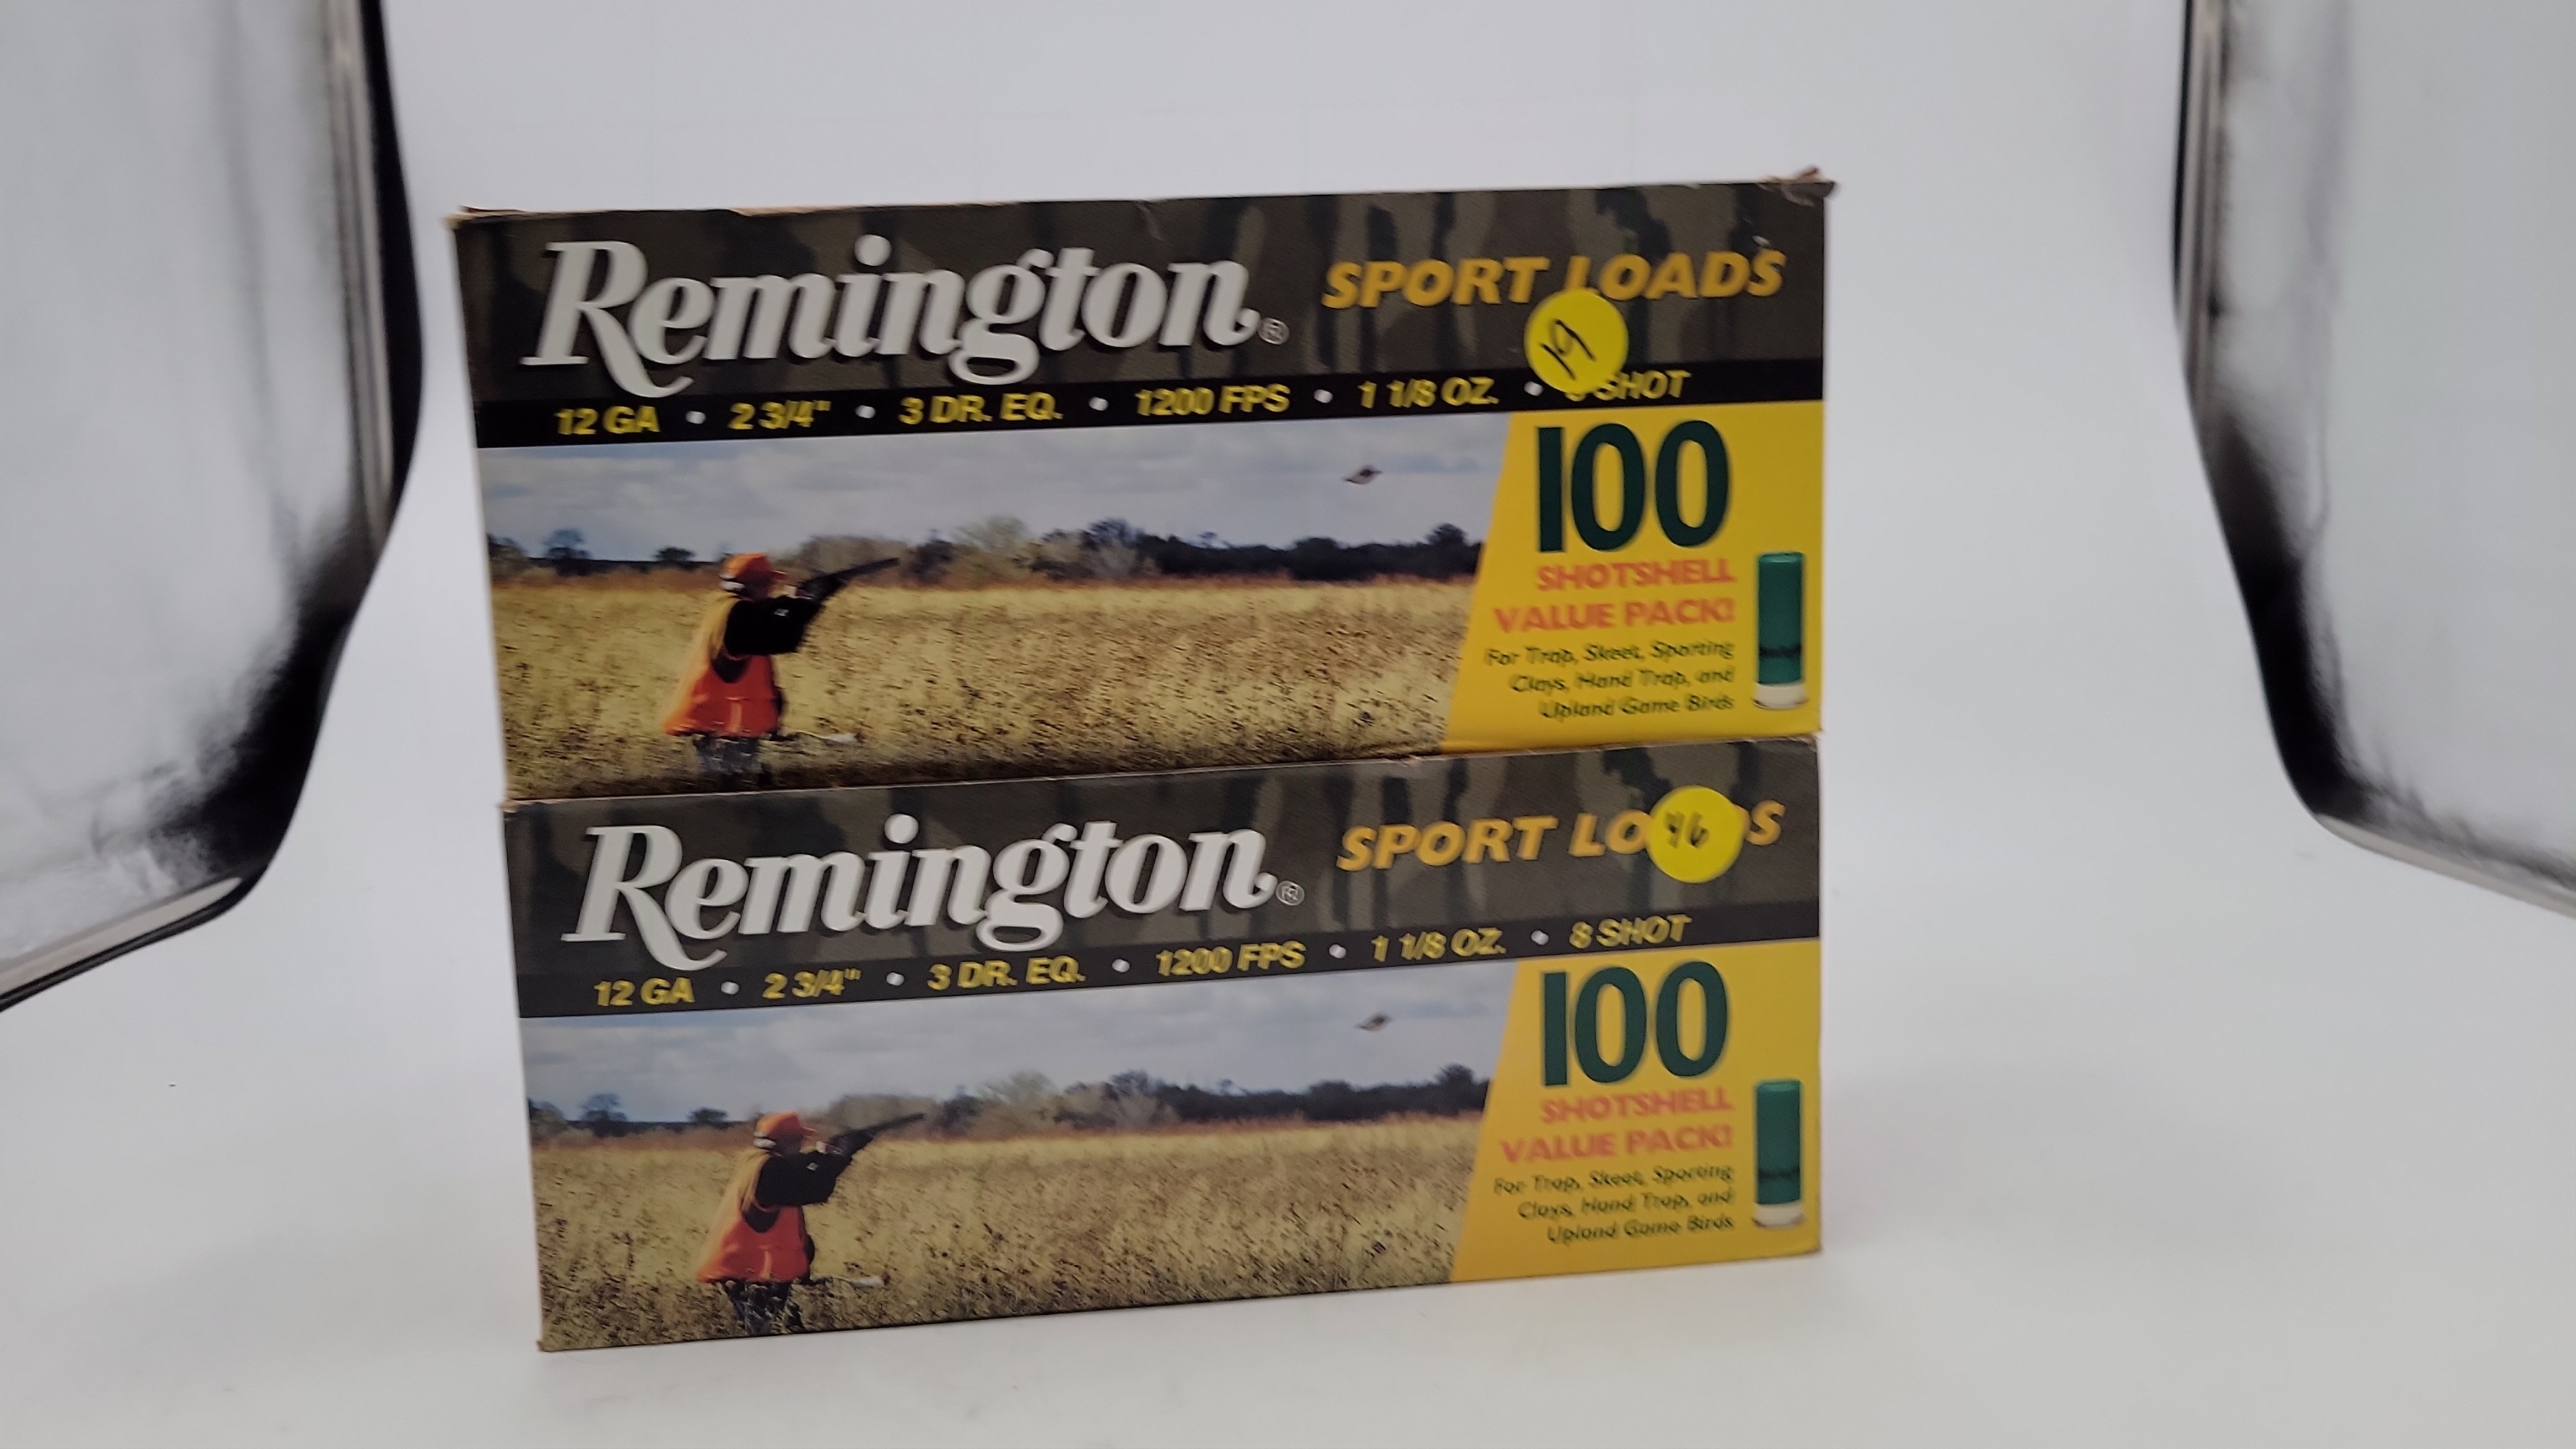 Remington®
SPORT LOADS
19
12 GA • 2 3/4" • 3 DR. EQ. • 1200 FPS • 1 1/8 OZ. • SHOT
100
SHOTSHELL
VALUE PACK!
For Trap, Skeet, Sporting
Clays, Hand Trap, and
Upland Game Birds
Remington®
SPORT LO S
46
12 GA • 2 3/4" • 3 DR. EQ. • 1200 FPS • 1 1/8 OZ. • 8 SHOT
100
SHOTSHELL
VALUE PACK!
For Trap, Skeet, Sporting
Clays, Hand Trap, and
Upland Game Birds